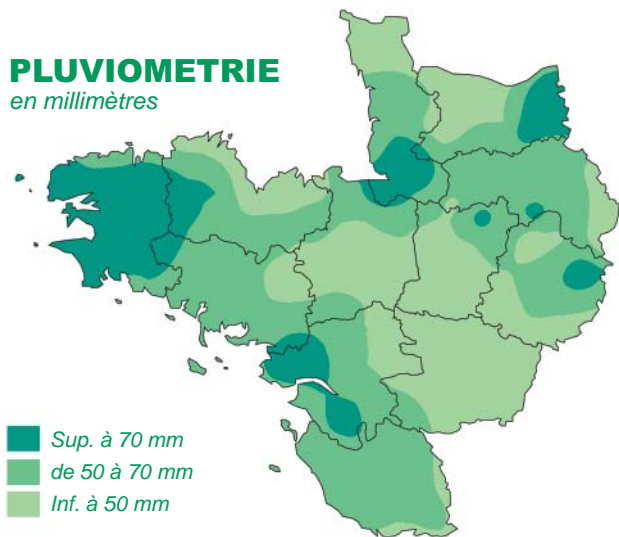 PLUVIOMETRIE
en millimètres
Sup. à 70 mm
de 50 à 70 mm
Inf. à 50 mm